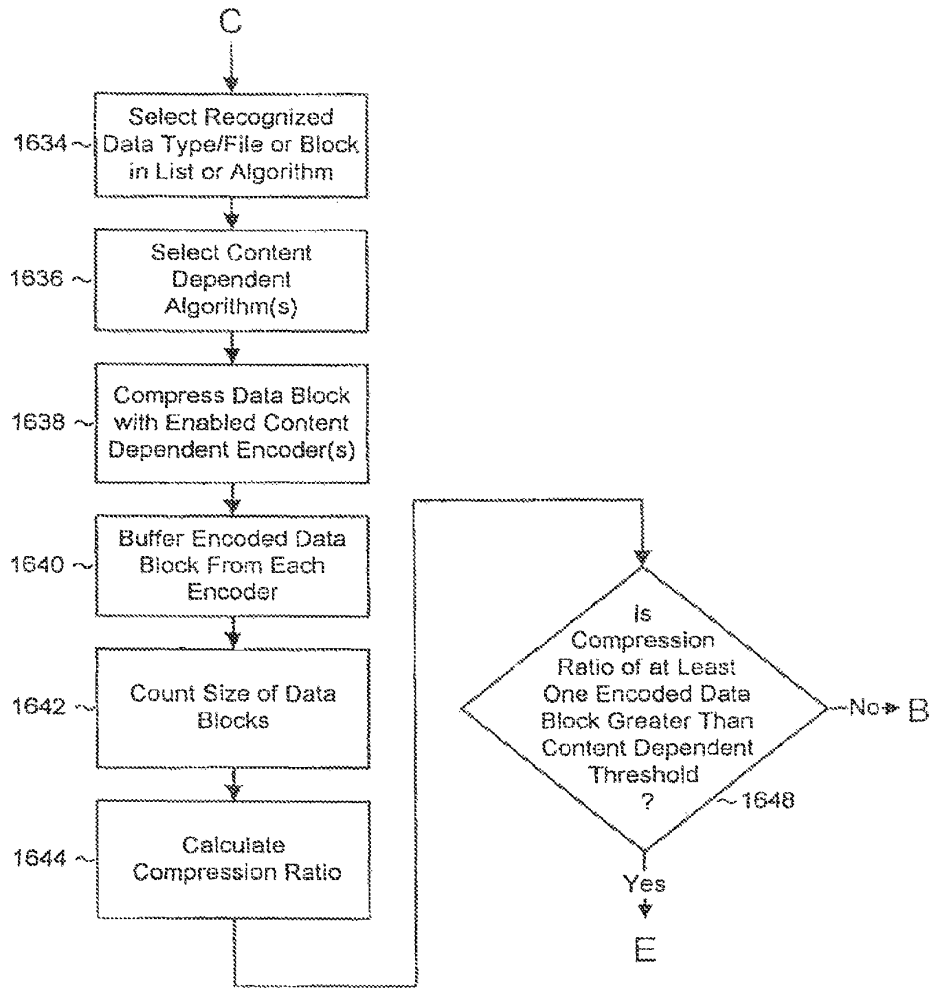 C
1634
Select Recognized
Data Type/File or Block
in List or Algorithm
1636
Select Content
Dependent
Algorithm(s)
1638
Compress Data Block
with Enabled Content
Dependent Encoder(s)
1640
Buffer Encoded Data
Block From Each
Encoder
1642
Count Size of Data
Blocks
1644
Calculate
Compression Ratio
Is
Compression
Ratio of at Least
One Encoded Data
Block Greater Than
Content Dependent
Threshold
?
1648
No
B
Yes
E